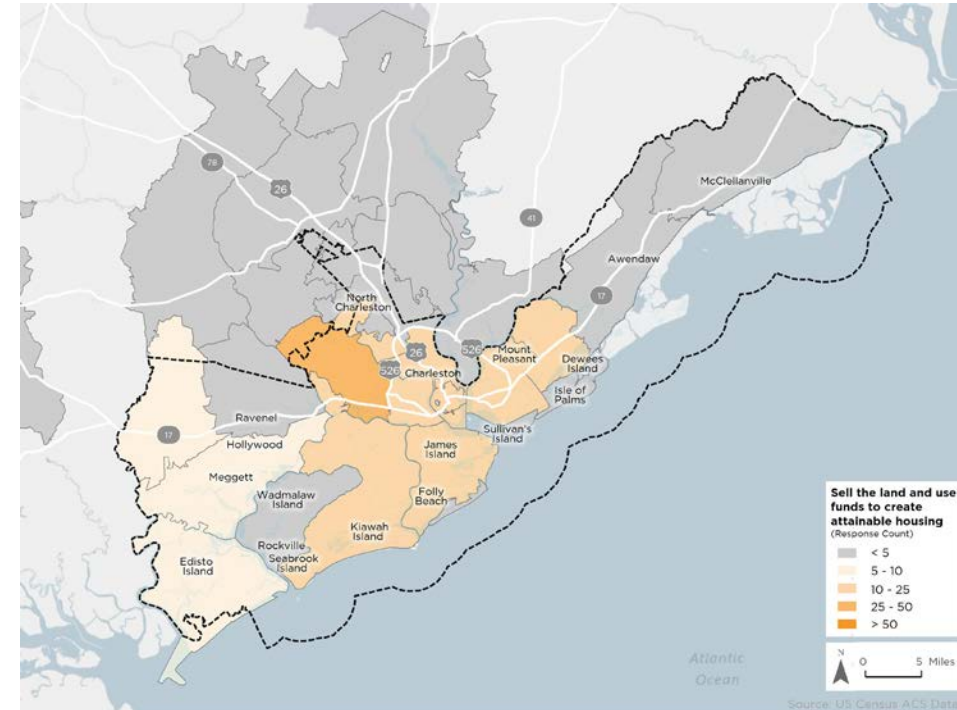 78
26
41
McClellanville
Awendaw
17
North
Charleston
526
26
526
Mount
Pleasant
Charleston
Dewees
Island
Isle of
Palms
Ravenel
17
Hollywood
Sullivan's
Island
James
Island
Meggett
Wadmalaw
Island
Folly
Beach
Kiawah
Island
Rockville
Seabrook
Island
Edisto
Island
Sell the land and use
funds to create
attainable housing
(Response Count)
< 5
5 - 10
10 - 25
25 - 50
> 50
N
0 5 Miles
Atlantic
Ocean
Source: US Census ACS Data